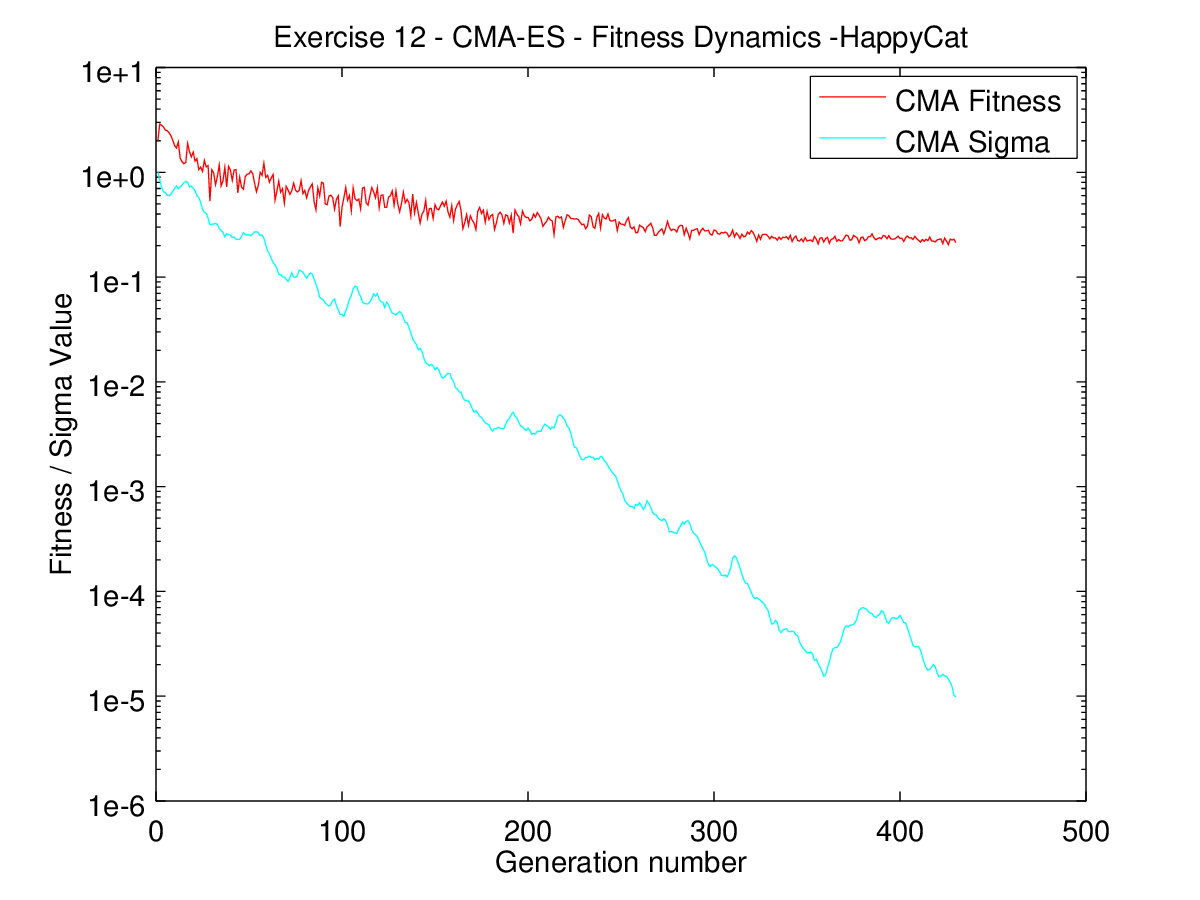 Exercise 12 - CMA-ES - Fitness Dynamics -HappyCat
1e+1
1e+0
1e-1
1e-2
1e-3
1e-4
1e-5
1e-6
Fitness / Sigma Value
CMA Fitness
CMA Sigma
0 100 200 300 400 500
Generation number